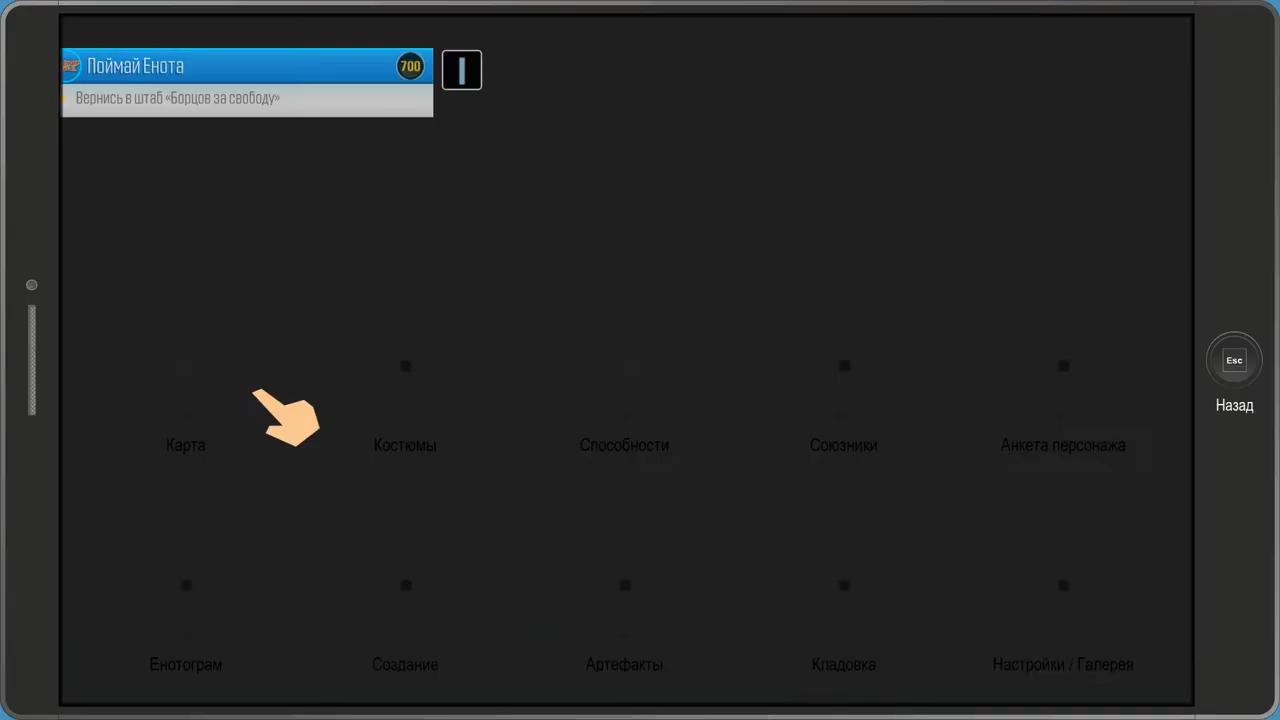 Поймай Енота
700
Вернись в штаб «Борцов за свободу»
Esc
Назад
Карта
Костюмы
Способности
Союзники
Анкета персонажа
Енотограм
Создание
Артефакты
Кладовка
Настройки / Галерея